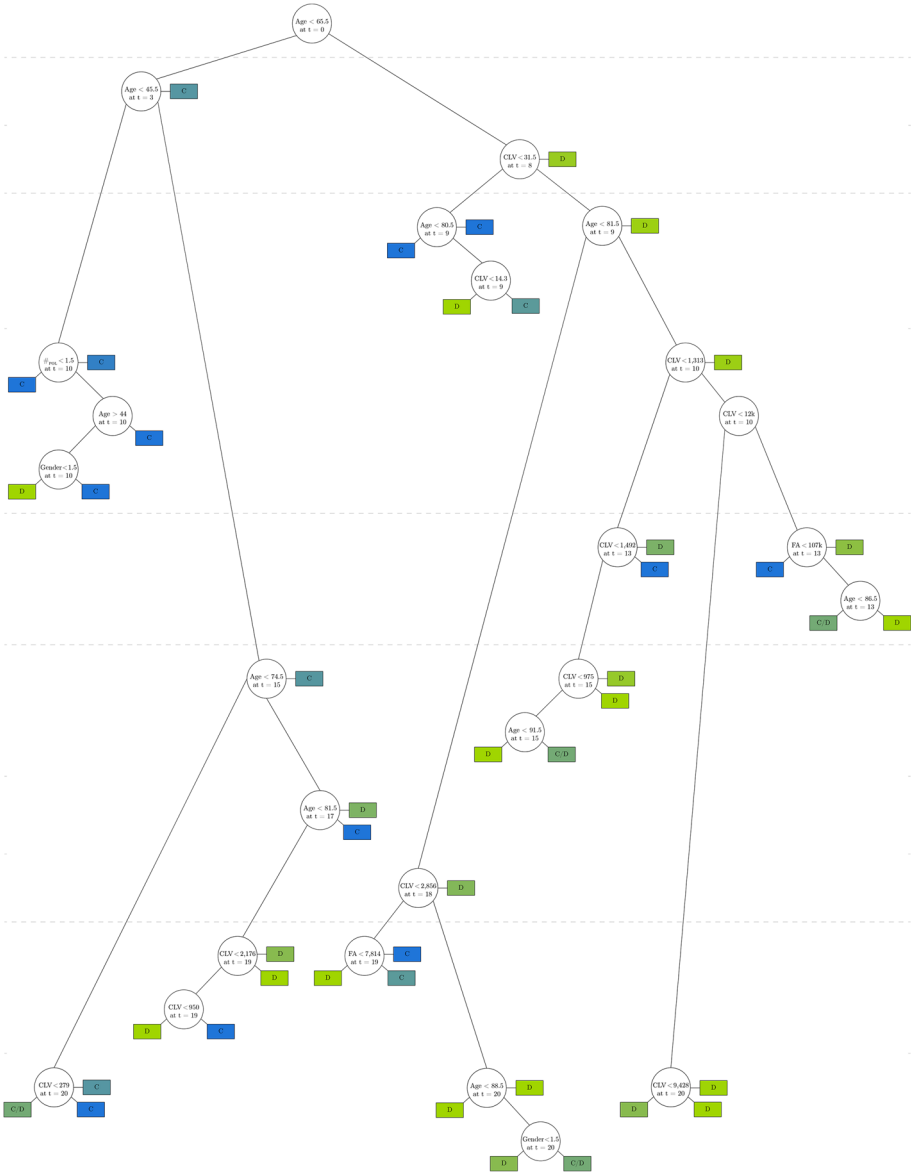 Age < 65.5
at t = 0
Age < 45.5
at t = 3
C
CLV<31.5
at t = 8
D
Age < 80.5
at t = 9
C
C
Age < 81.5
at t = 9
D
CLV<14.3
at t = 9
D
C
#POL<1.5
at t = 10
C
C
CLV<1,313
at t = 10
D
Age > 44
at t = 10
C
CLV<12k
at t = 10
Gender<1.5
at t = 10
D
C
CLV<1,492
at t = 13
D
C
FA<107k
at t = 13
D
C
Age < 86.5
at t = 13
C/D
D
Age < 74.5
at t = 15
C
CLV<975
at t = 15
D
D
Age < 91.5
at t = 15
D
C/D
Age < 81.5
at t = 17
D
C
CLV<2,856
at t = 18
D
CLV<2,176
at t = 19
D
D
FA<7,814
at t = 19
C
D
C
CLV<950
at t = 19
D
C
CLV<279
at t = 20
C
C/D
C
Age < 88.5
at t = 20
D
D
CLV<9,428
at t = 20
D
D
D
Gender<1.5
at t = 20
D
C/D